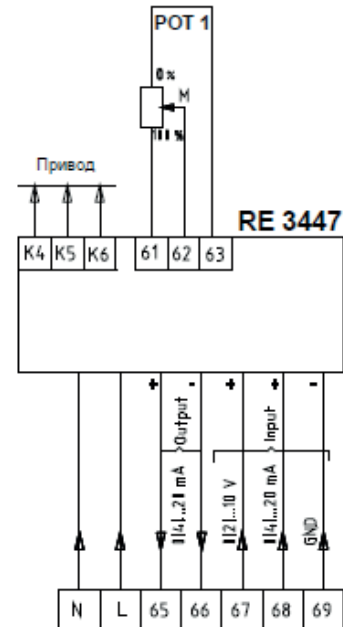 POT 1
0%
M
100 %
Привод
RE 3447
K4 K5 K6 61 62 63
+ - + + -
0(4)...20 mA Output
0(2)...10 V
0(4)...20 mA
Input
GND
N L 65 66 67 68 69